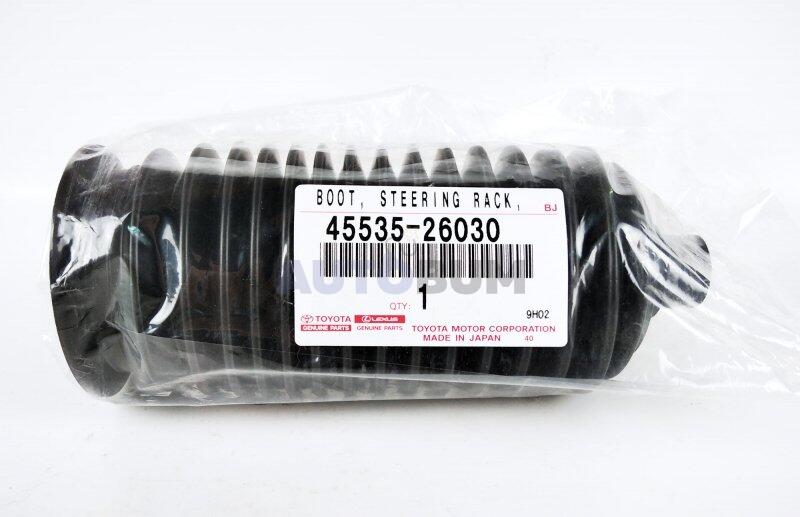 BOOT, STEERING RACK,
BJ
45535-26030
AUTOBUM
QTY: 1
9H02
TOYOTA GENUINE PARTS
LEXUS GENUINE PARTS
TOYOTA MOTOR CORPORATION
MADE IN JAPAN 40